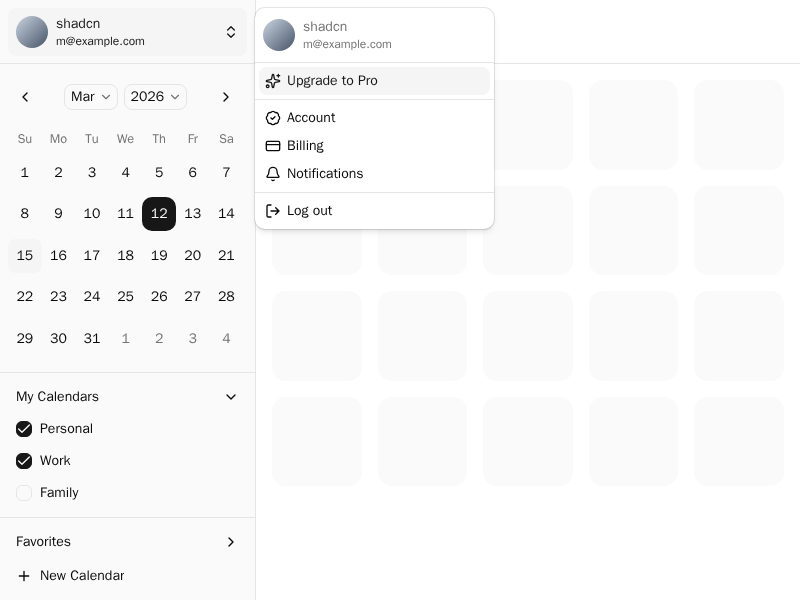 shadcn
m@example.com
Mar
2026
Su Mo Tu We Th Fr Sa
1 2 3 4 5 6 7
8 9 10 11 12 13 14
15 16 17 18 19 20 21
22 23 24 25 26 27 28
29 30 31 1 2 3 4
My Calendars
Personal
Work
Family
Favorites
New Calendar
shadcn
m@example.com
Upgrade to Pro
Account
Billing
Notifications
Log out